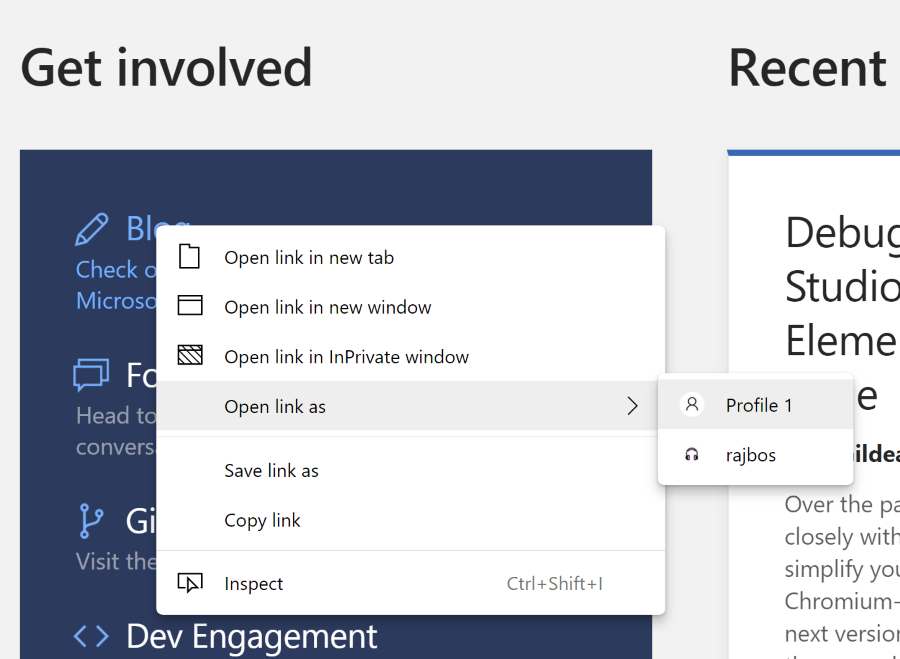 Get involved
Recent
Blog
Check o
Microso
Fo
Head to
convers
Gi
Visit the
Dev Engagement
Open link in new tab
Open link in new window
Open link in InPrivate window
Open link as
Save link as
Copy link
Inspect Ctrl+Shift+I
Profile 1
rajbos
Debug
Studio
Eleme
e
ildea
Over the pa
closely with
simplify you
Chromium-
next version